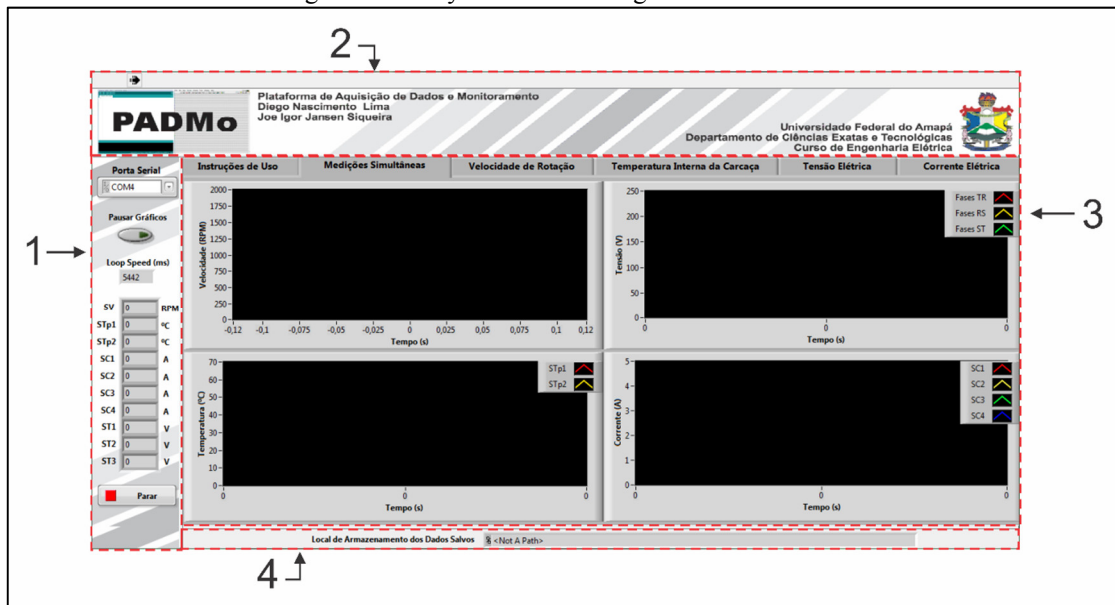 2
PADMo
Plataforma de Aquisição de Dados e Monitoramento
Diego Nascimento Lima
Joe Igor Jansen Siqueira
Universidade Federal do Amapá
Departamento de Ciências Exatas e Tecnológicas
Curso de Engenharia Elétrica
1
Porta Serial
COM4
Pausar Gráficos
Loop Speed (ms)
5442
SV 0 RPM
STp1 0 ºC
STp2 0 ºC
SC1 0 A
SC2 0 A
SC3 0 A
SC4 0 A
ST1 0 V
ST2 0 V
ST3 0 V
Parar
Instruções de Uso Medições Simultâneas Velocidade de Rotação Temperatura Interna da Carcaça Tensão Elétrica Corrente Elétrica
Velocidade (RPM)
2000
1750
1500
1250
1000
750
500
250
0
-0,12 -0,1 -0,075 -0,05 -0,025 0 0,025 0,05 0,075 0,1 0,12
Tempo (s)
Tensão (V)
250
200
150
100
50
0
0 0 0
Tempo (s)
Fases TR
Fases RS
Fases ST
3
Temperatura (ºC)
70
60
50
40
30
20
10
0
0 0 0
Tempo (s)
STp1
STp2
Corrente (A)
5
4
3
2
1
0
0 0 0
Tempo (s)
SC1
SC2
SC3
SC4
Local de Armazenamento dos Dados Salvos <Not A Path>
4